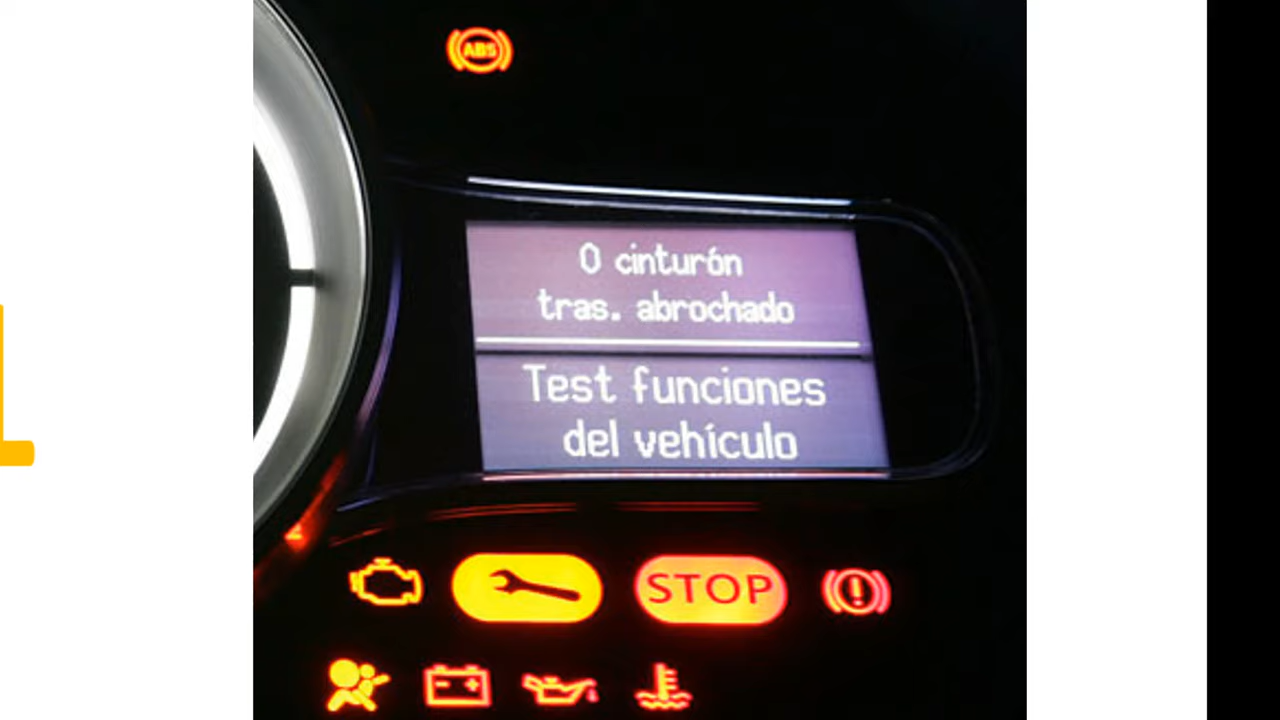 ABS
0 cinturón
tras. abrochado
Test funciones
del vehículo
STOP